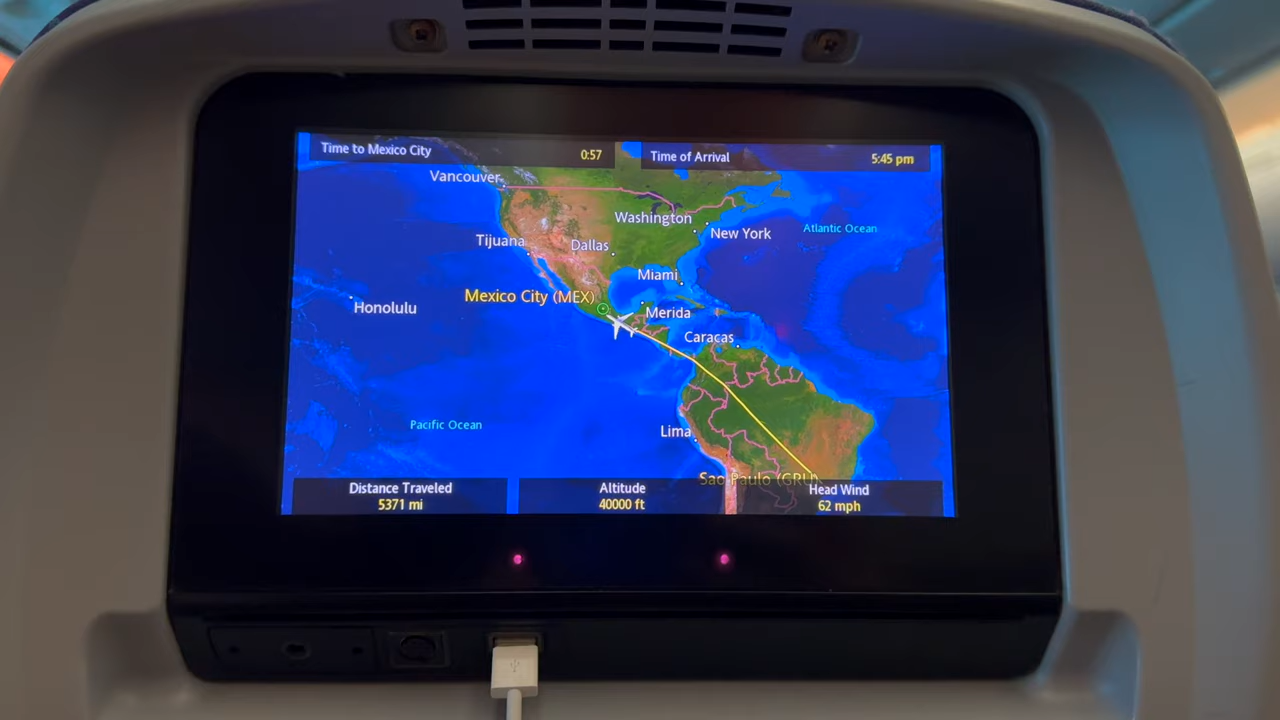 Time to Mexico City 0:57
Time of Arrival 5:45 pm
Vancouver
Washington
New York
Atlantic Ocean
Tijuana
Dallas
Miami
Mexico City (MEX)
Honolulu
Merida
Caracas
Pacific Ocean
Lima
Sao Paulo (GRU)
Distance Traveled
5371 mi
Altitude
40000 ft
Head Wind
62 mph